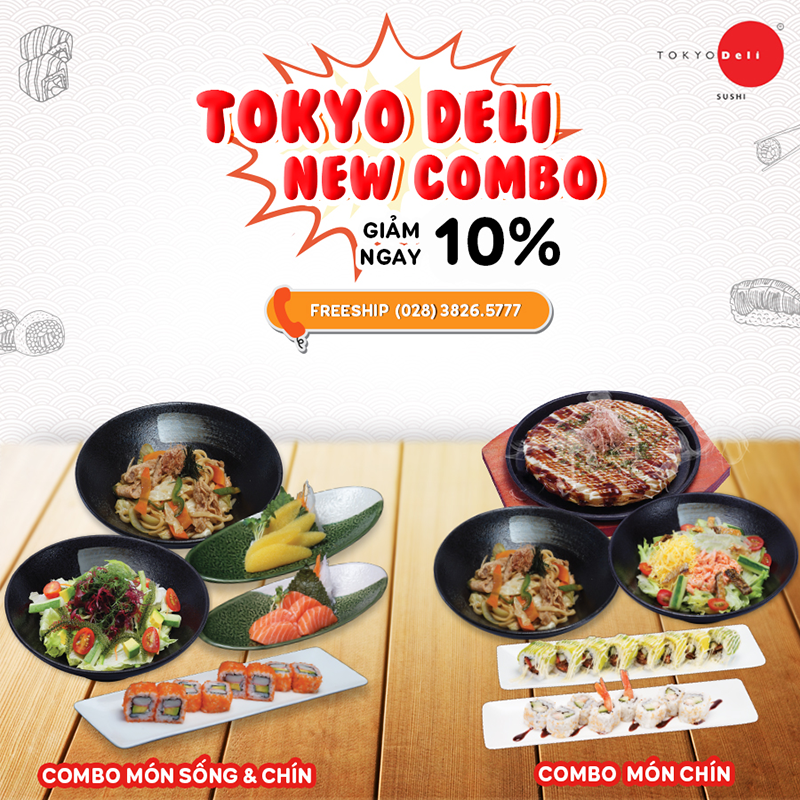 TOKYO Deli
SUSHI
TOKYO DELI
NEW COMBO
GIẢM
NGAY 10%
FREESHIP (028) 3826.5777
COMBO MÓN SỐNG & CHÍN
COMBO MÓN CHÍN